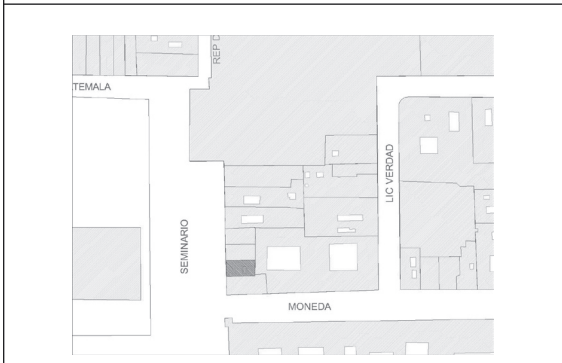 REP D
TEMALA
LIC VERDAD
SEMINARIO
MONEDA